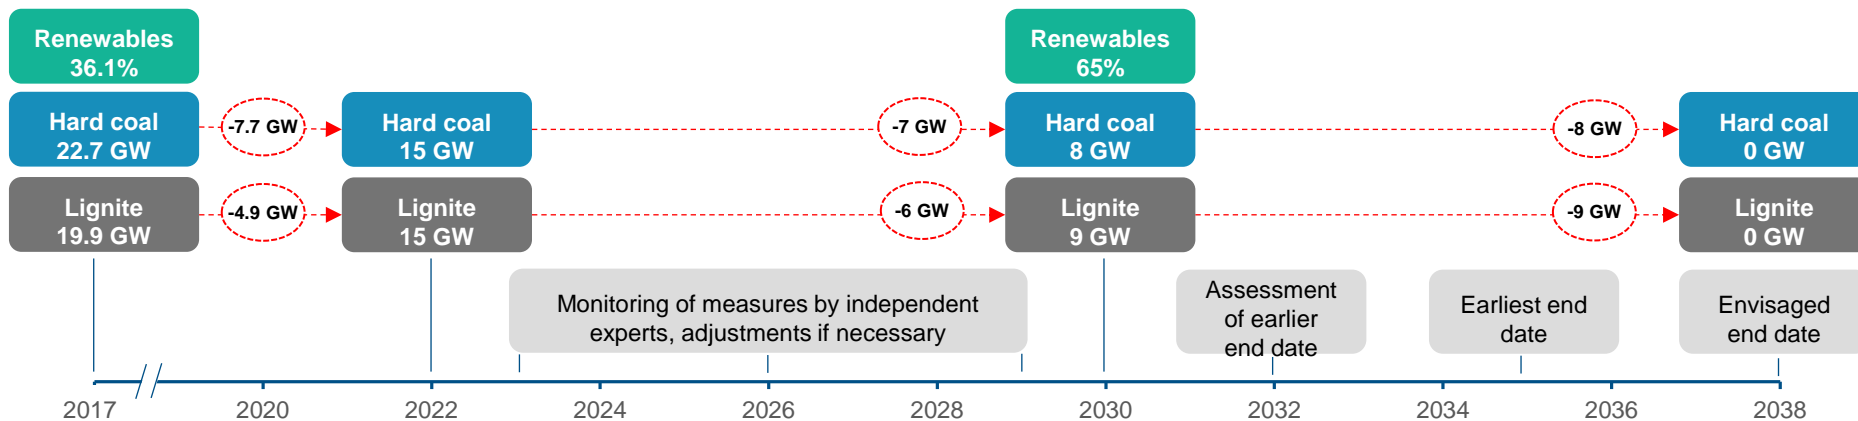 Renewables
36.1%
Renewables
65%
Hard coal
22.7 GW
-7.7 GW
Hard coal
15 GW
-7 GW
Hard coal
8 GW
-8 GW
Hard coal
0 GW
Lignite
19.9 GW
-4.9 GW
Lignite
15 GW
-6 GW
Lignite
9 GW
-9 GW
Lignite
0 GW
Monitoring of measures by independent
experts, adjustments if necessary
Assessment
of earlier
end date
Earliest end
date
Envisaged
end date
2017
2020
2022
2024
2026
2028
2030
2032
2034
2036
2038